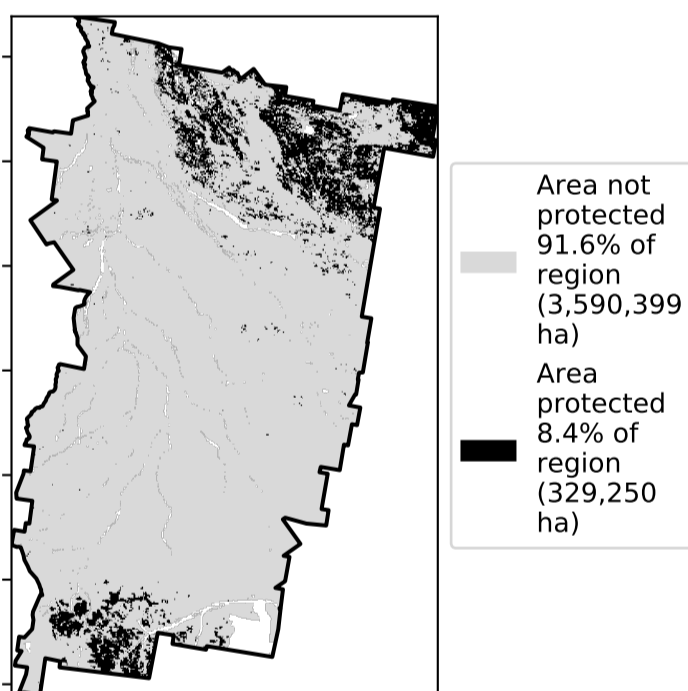 Area not
protected
91.6% of
region
(3,590,399
ha)
Area
protected
8.4% of
region
(329,250
ha)